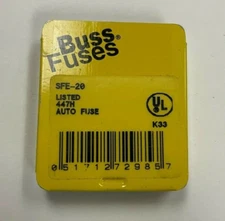 Buss®
Fuses
SFE-20
LISTED
447H
AUTO FUSE
UL
K33
0 51712 72985 7